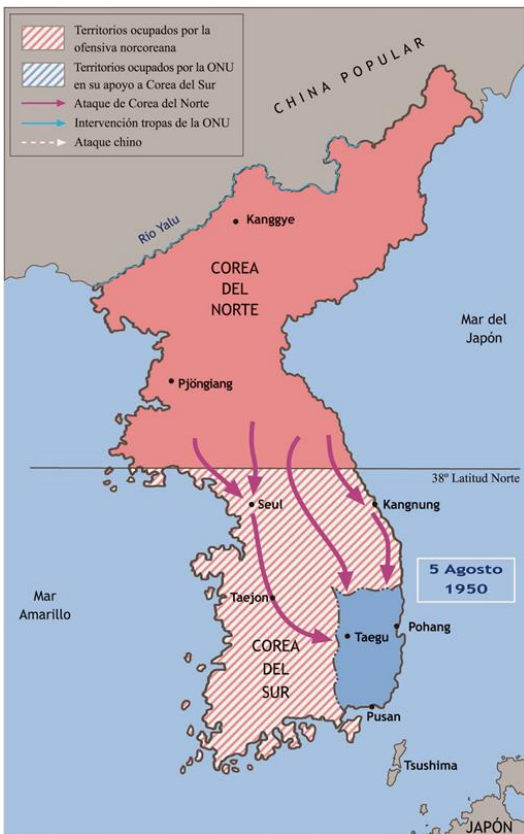 Territorios ocupados por la
ofensiva norcoreana
Territorios ocupados por la ONU
en su apoyo a Corea del Sur
Ataque de Corea del Norte
Intervención tropas de la ONU
Ataque chino
CHINA POPULAR
Río Yalu
Kanggye
COREA
DEL
NORTE
Mar del
Japón
Pjöngiang
38º Latitud Norte
Seul
Kangnung
5 Agosto
1950
Mar
Amarillo
Taejon
Pohang
Taegu
COREA
DEL
SUR
Pusan
Tsushima
JAPÓN